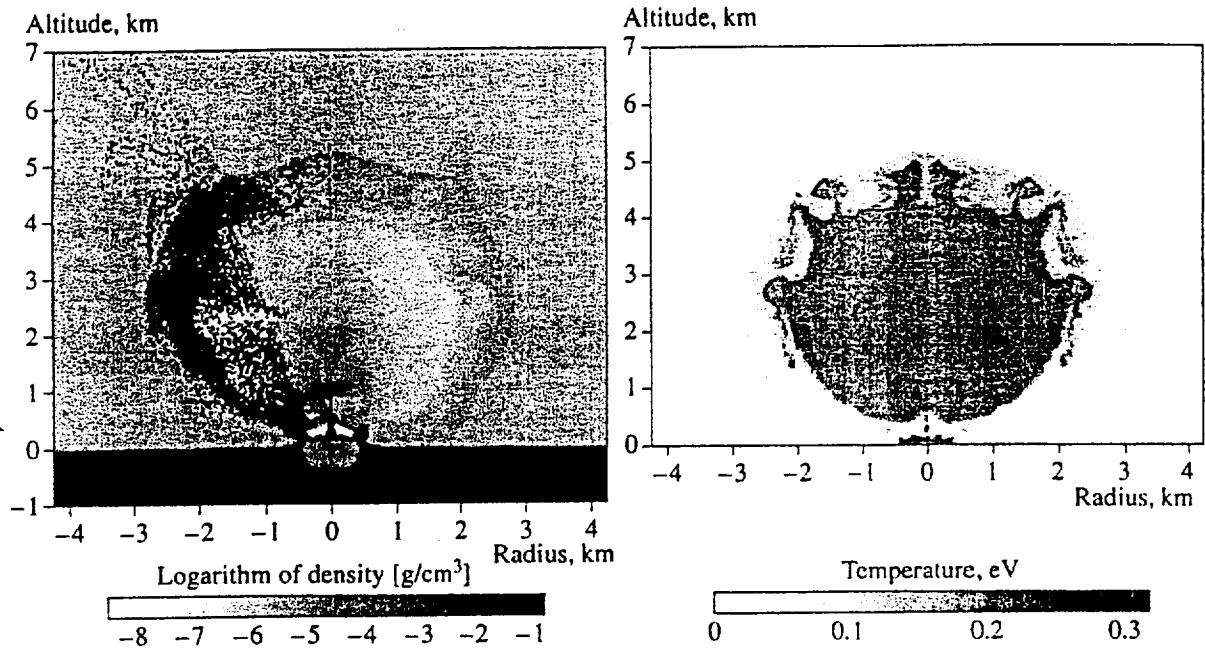 Altitude, km
7
6
5
4
3
2
1
0
−1
−4 −3 −2 −1 0 1 2 3 4
Radius, km
Logarithm of density [g/cm³]
−8 −7 −6 −5 −4 −3 −2 −1
Altitude, km
7
6
5
4
3
2
1
0
−4 −3 −2 −1 0 1 2 3 4
Radius, km
Temperature, eV
0 0.1 0.2 0.3